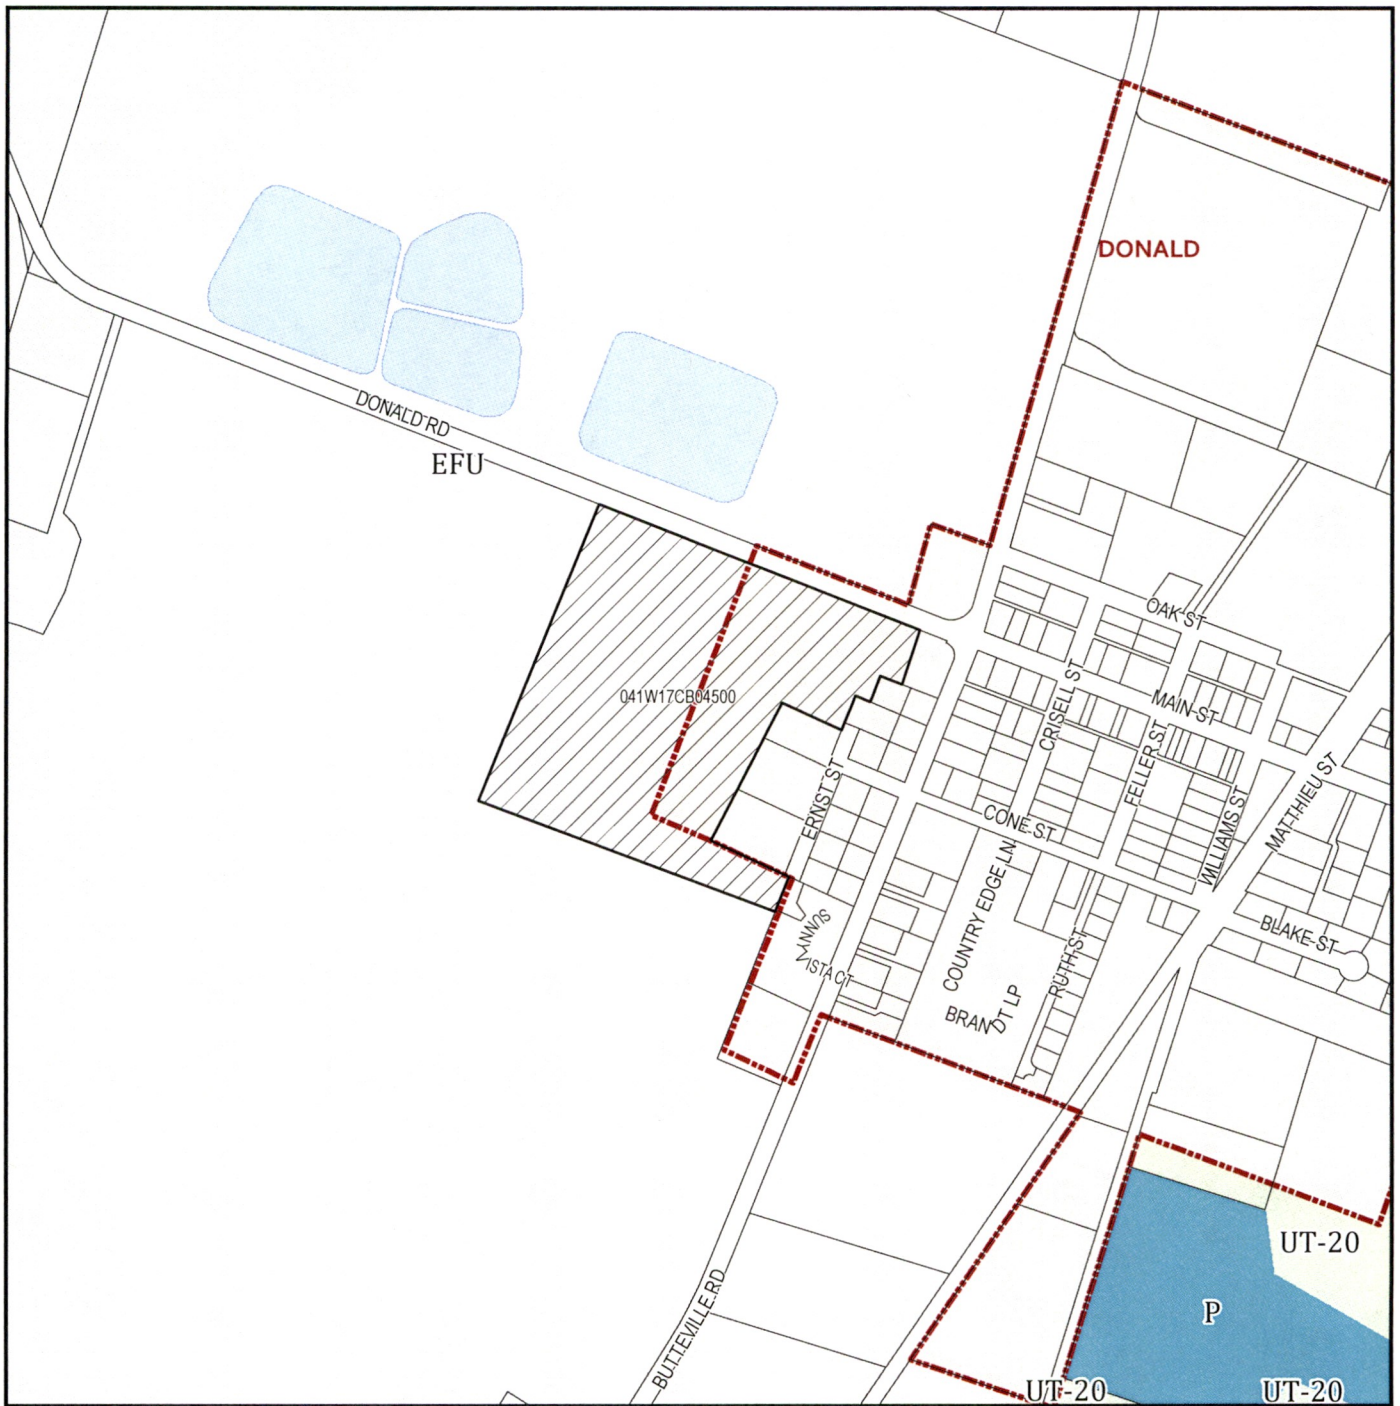 DONALD
DONALD RD
EFU
OAK ST
041W17CB04500
CRISELL ST
MAIN ST
FELLER ST
ERNST ST
MATTHIEU ST
WILLIAMS ST
CONE ST
COUNTRY EDGE LN
SUNNY
VISTA CT
RUTH ST
BLAKE ST
BRANDT LP
UT-20
P
BUTTEVILLE RD
UT-20
UT-20